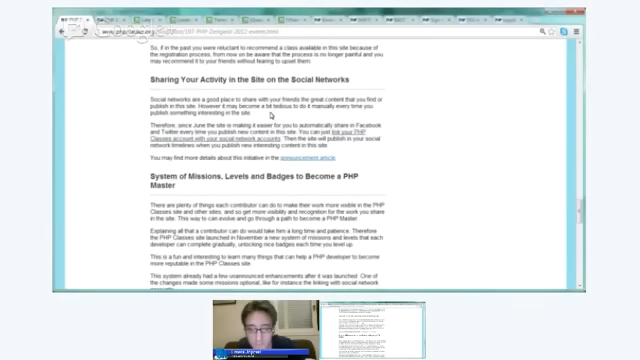 So, if in the past you were reluctant to recommend a class available in this site because of
the registration process, from now on be aware that the process is no longer painful and you
may recommend it to your friends without fearing to upset them.
Sharing Your Activity in the Site on the Social Networks
Social networks are a good place to share with your friends the great content that you find or
publish in this site. However it may become a bit tedious to do it manually every time you
publish something interesting in the site.
Therefore, since June the site is making it easier for you to automatically share in Facebook
and Twitter every time you publish new content in this site. You can just link your PHP
Classes account with your social network accounts. Then the site will publish in your social
network timelines when you publish new interesting content in this site.
You may find more details about this initiative in the announcement article.
System of Missions, Levels and Badges to Become a PHP
Master
There are plenty of things each contributor can do to make their work more visible in the PHP
Classes site and other sites, and so get more visibility and recognition for the work you share
in the site. This way to can evolve and go through a path to become a PHP Master.
Explaining all that a contributor can do would take him a long time and patience. Therefore
the PHP Classes site launched in November a new system of missions and levels that each
developer can complete gradually, unlocking nice badges each time you level up.
This is a fun and interesting to learn many things that can help a PHP developer to become
more reputable in the PHP Classes site.
This system already had a few unannounced enhancements after it was launched. One of
the changes made some missions optional, like for instance the linking with social network